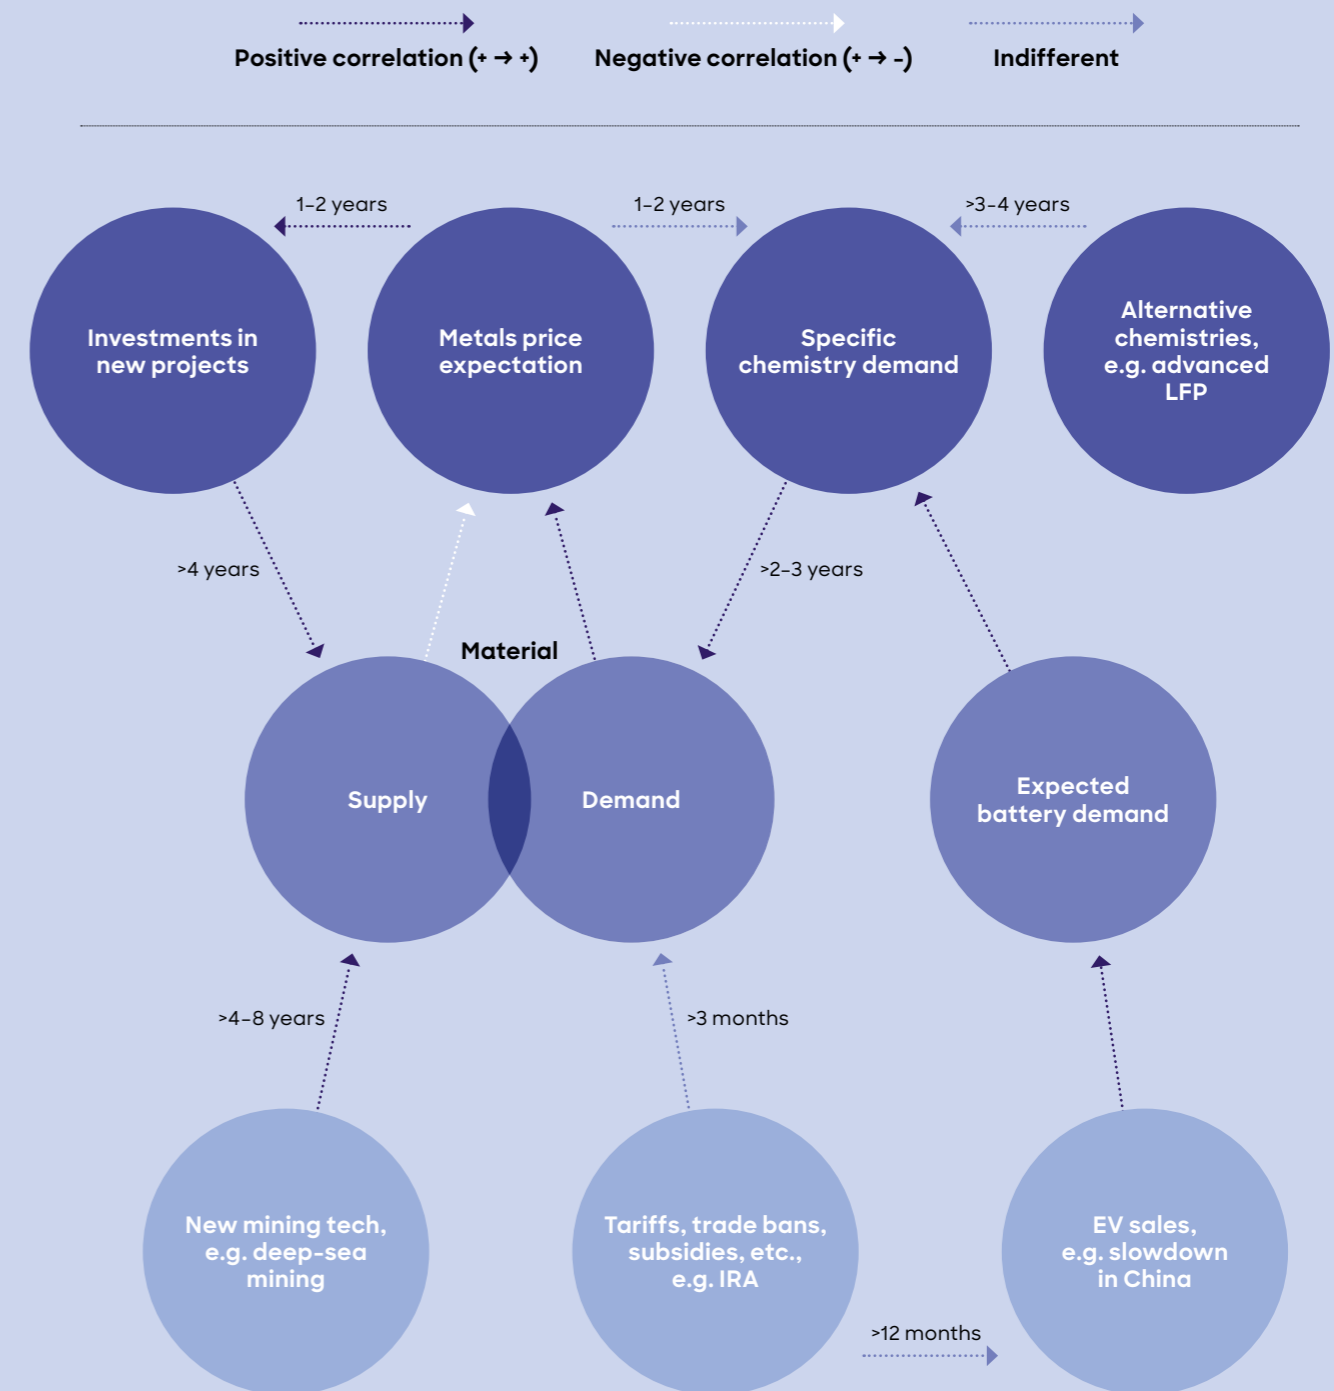 Positive correlation (+ → +)
Negative correlation (+ → -)
Indifferent
1–2 years
1–2 years
>3–4 years
Investments in
new projects
Metals price
expectation
Specific
chemistry demand
Alternative
chemistries,
e.g. advanced
LFP
>4 years
>2–3 years
Material
Supply
Demand
Expected
battery demand
>4–8 years
>3 months
New mining tech,
e.g. deep-sea
mining
Tariffs, trade bans,
subsidies, etc.,
e.g. IRA
EV sales,
e.g. slowdown
in China
>12 months